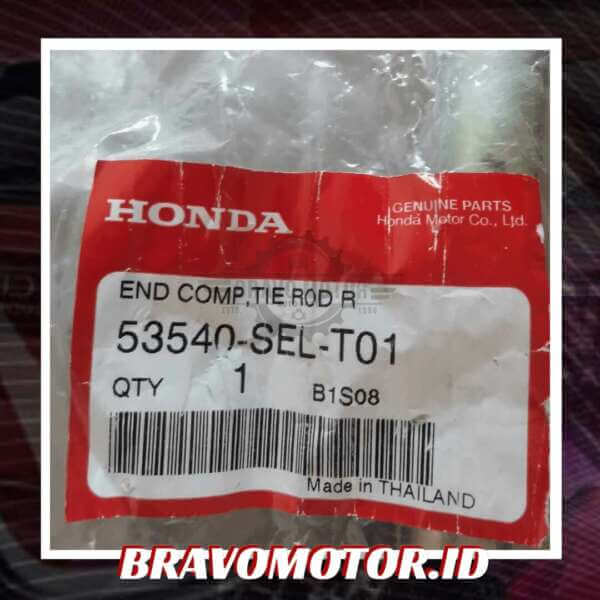 HONDA
GENUINE PARTS
Honda Motor Co., Ltd.
END COMP,TIE ROD R
53540-SEL-T01
QTY 1 B1S08
Made in THAILAND
BRAVOMOTOR.ID